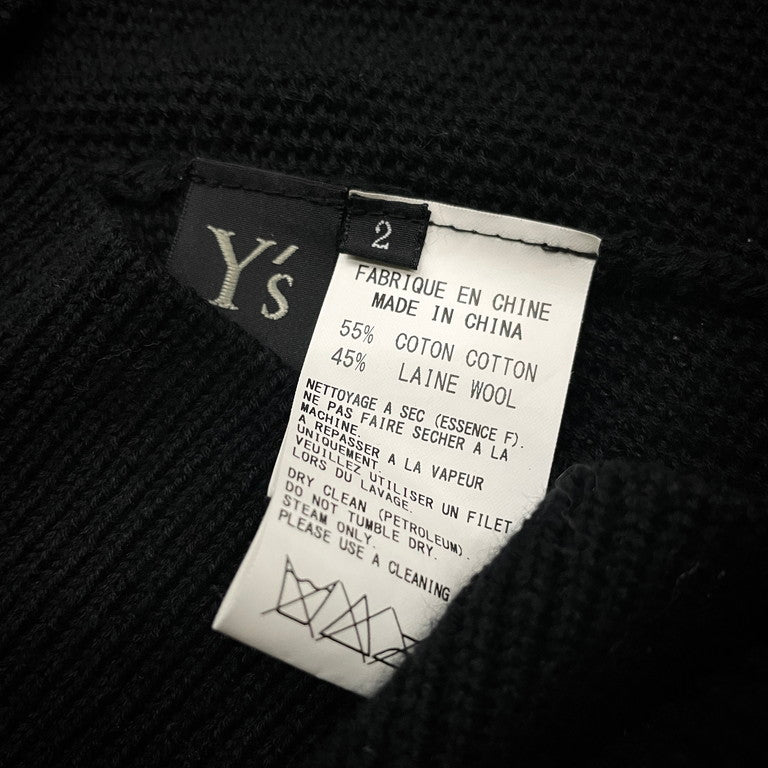 Y's
2
FABRIQUE EN CHINE
MADE IN CHINA
55% COTON COTTON
45% LAINE WOOL
NETTOYAGE A SEC (ESSENCE F).
NE PAS FAIRE SECHER A LA
MACHINE.
A REPASSER A LA VAPEUR
UNIQUEMENT.
VEUILLEZ UTILISER UN FILET
LORS DU LAVAGE.
DRY CLEAN (PETROLEUM).
DO NOT TUMBLE DRY.
STEAM ONLY.
PLEASE USE A CLEANING